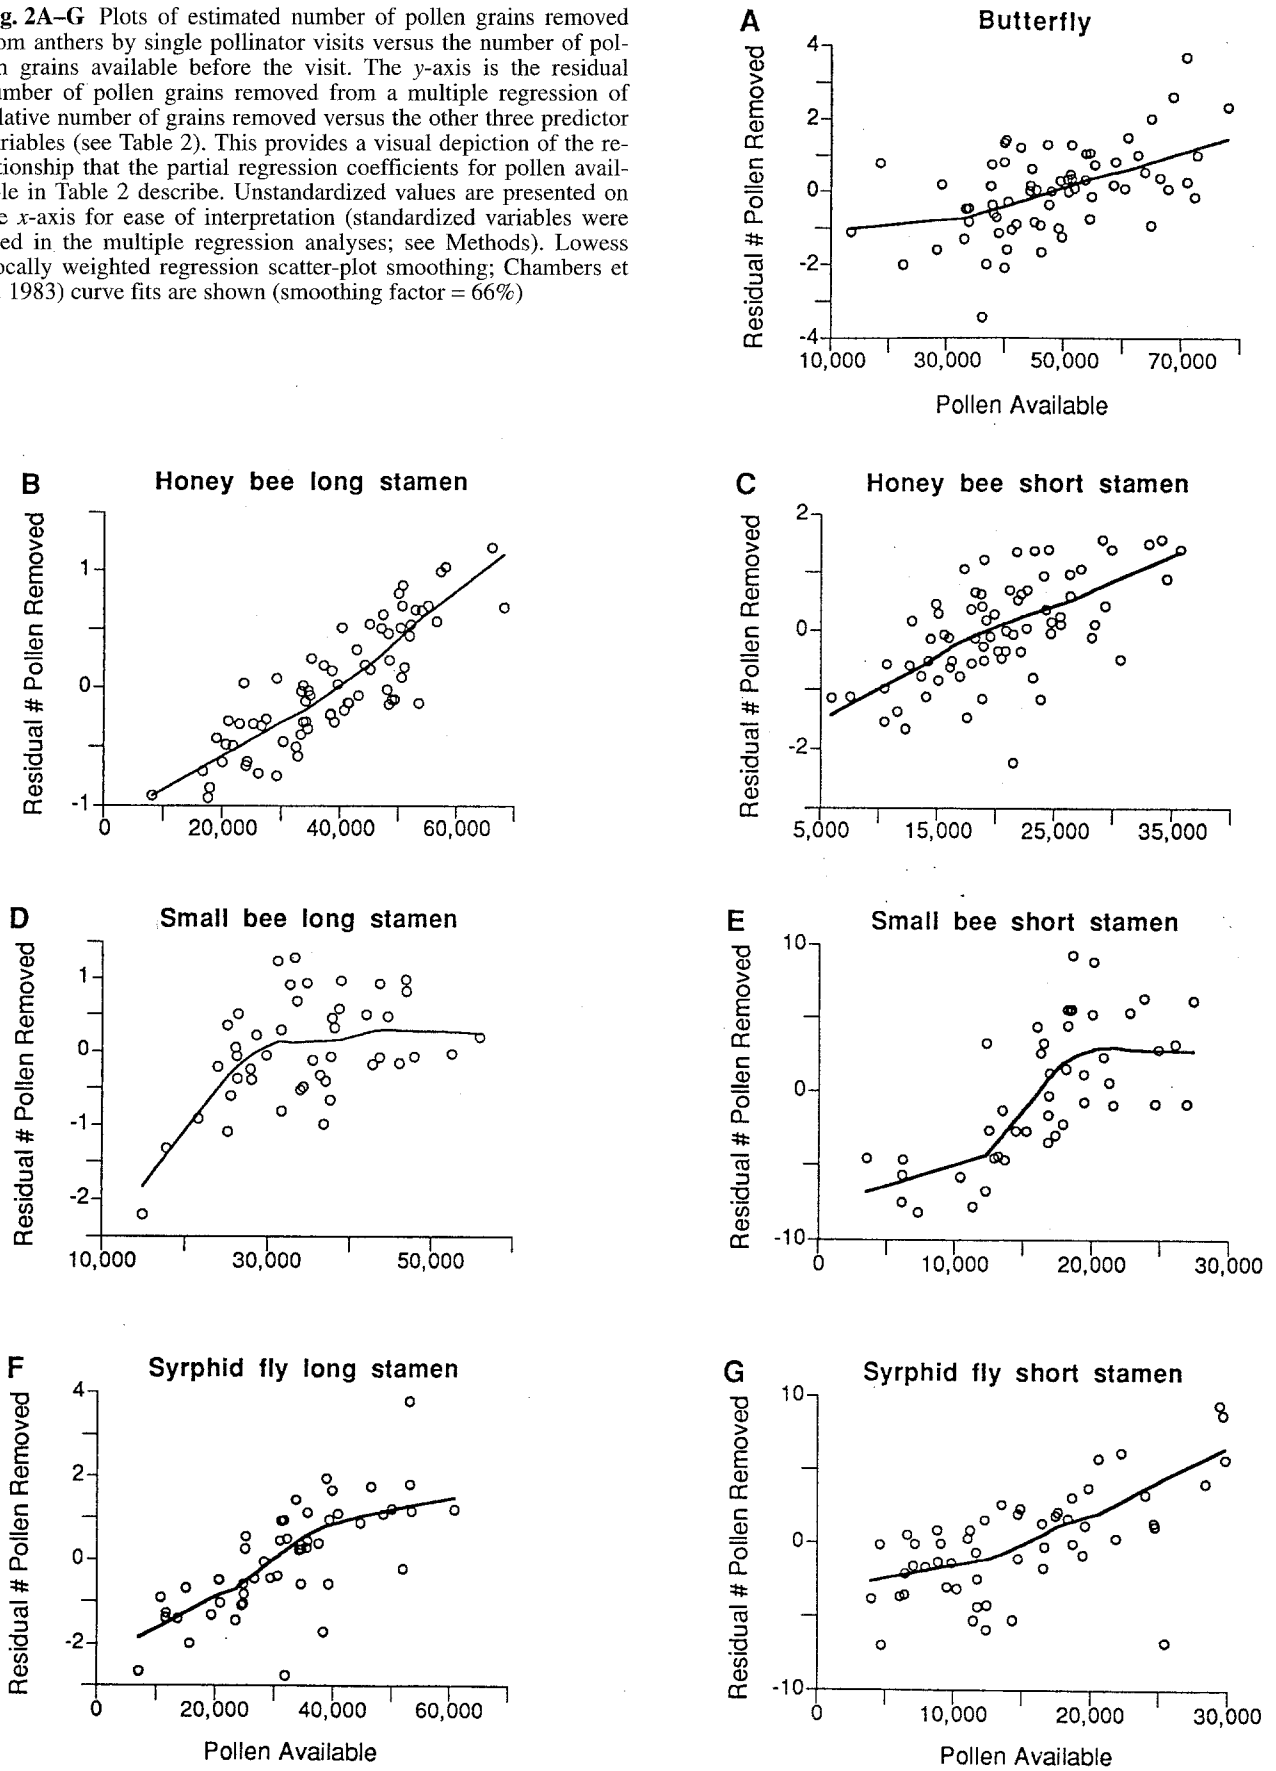 g. 2A–G Plots of estimated number of pollen grains removed
om anthers by single pollinator visits versus the number of pol-
n grains available before the visit. The y-axis is the residual
mber of pollen grains removed from a multiple regression of
lative number of grains removed versus the other three predictor
riables (see Table 2). This provides a visual depiction of the re-
tionship that the partial regression coefficients for pollen avail-
le in Table 2 describe. Unstandardized values are presented on
e x-axis for ease of interpretation (standardized variables were
ed in the multiple regression analyses; see Methods). Lowess
ocally weighted regression scatter-plot smoothing; Chambers et
. 1983) curve fits are shown (smoothing factor = 66%)
A Butterfly
Residual # Pollen Removed
4
2
0
-2
-4
10,000 30,000 50,000 70,000
Pollen Available
B Honey bee long stamen
Residual # Pollen Removed
1
0
-1
0 20,000 40,000 60,000
C Honey bee short stamen
Residual # Pollen Removed
2
0
-2
5,000 15,000 25,000 35,000
D Small bee long stamen
Residual # Pollen Removed
1
0
-1
-2
10,000 30,000 50,000
E Small bee short stamen
Residual # Pollen Removed
10
0
-10
0 10,000 20,000 30,000
F Syrphid fly long stamen
Residual # Pollen Removed
4
2
0
-2
0 20,000 40,000 60,000
Pollen Available
G Syrphid fly short stamen
Residual # Pollen Removed
10
0
-10
0 10,000 20,000 30,000
Pollen Available